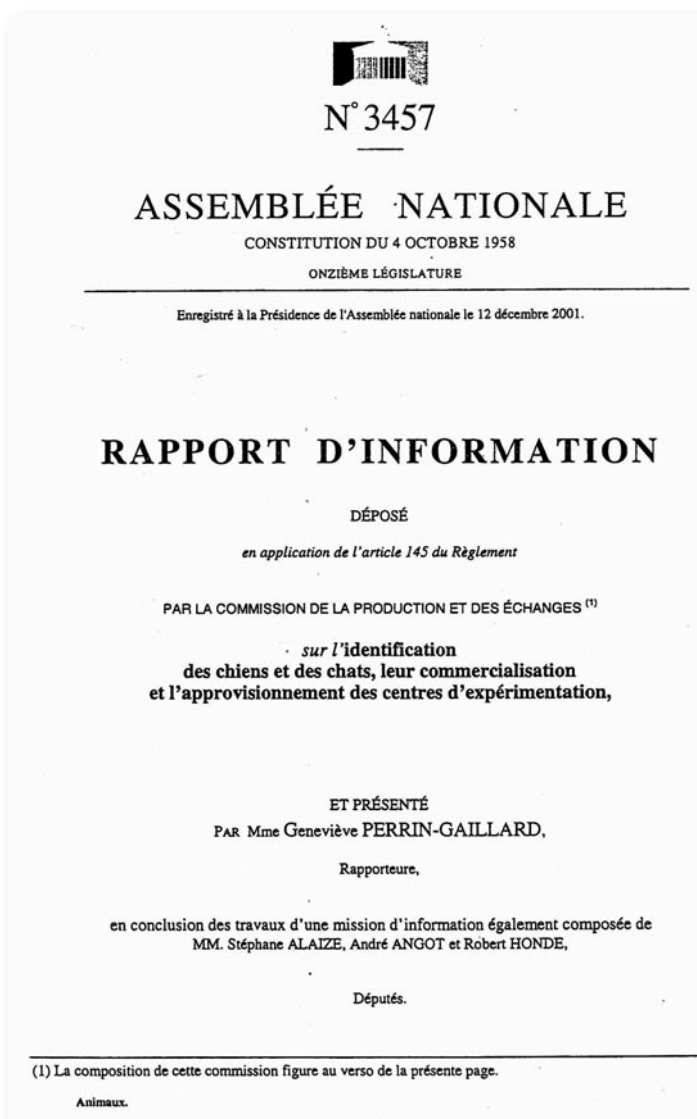 N° 3457
ASSEMBLÉE NATIONALE
CONSTITUTION DU 4 OCTOBRE 1958
ONZIÈME LÉGISLATURE
Enregistré à la Présidence de l'Assemblée nationale le 12 décembre 2001.
RAPPORT D'INFORMATION
DÉPOSÉ
en application de l'article 145 du Règlement
PAR LA COMMISSION DE LA PRODUCTION ET DES ÉCHANGES (1)
sur l'identification
des chiens et des chats, leur commercialisation
et l'approvisionnement des centres d'expérimentation,
ET PRÉSENTÉ
PAR Mme Geneviève PERRIN-GAILLARD,
Rapporteure,
en conclusion des travaux d'une mission d'information également composée de
MM. Stéphane ALAIZE, André ANGOT et Robert HONDE,
Députés.
(1) La composition de cette commission figure au verso de la présente page.
Animaux.